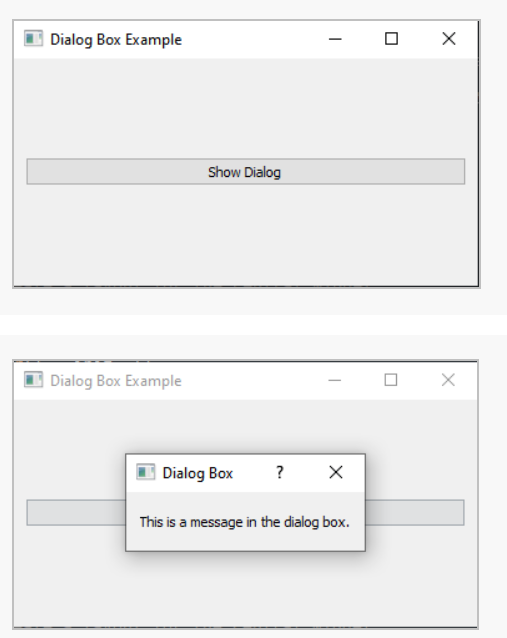 Dialog Box Example
Show Dialog
Dialog Box Example
Dialog Box ?
This is a message in the dialog box.